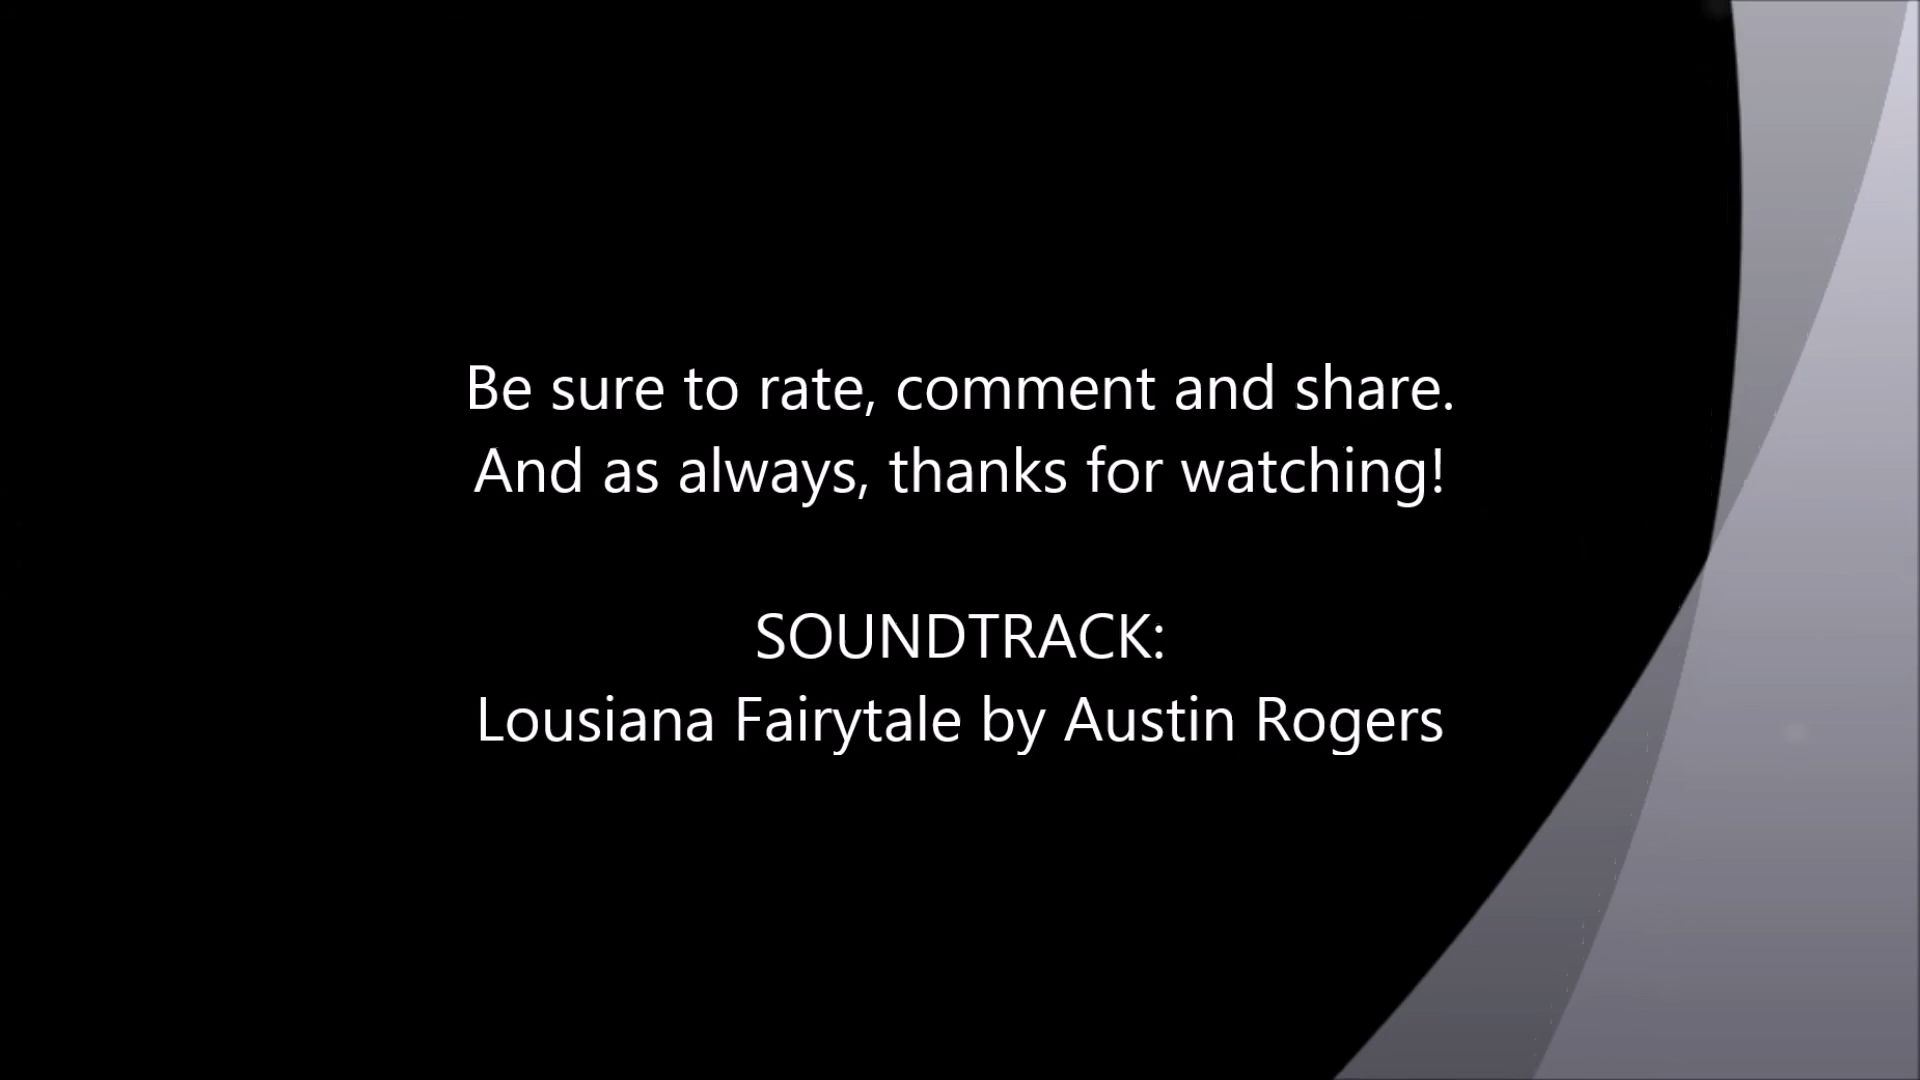 Be sure to rate, comment and share.
And as always, thanks for watching!
SOUNDTRACK:
Lousiana Fairytale by Austin Rogers